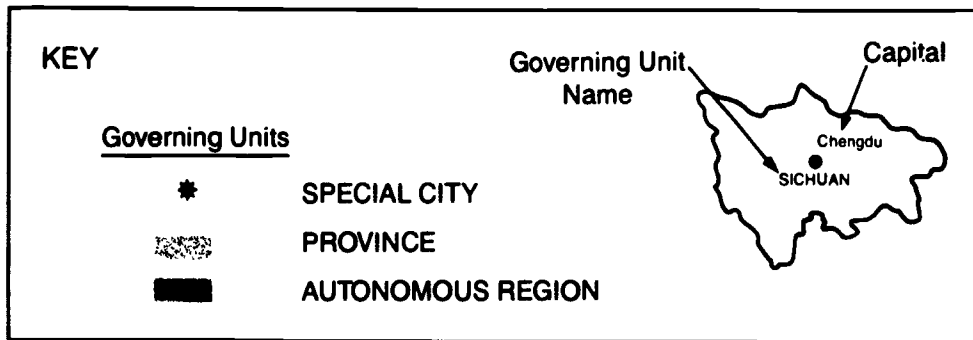 KEY
Governing Units
SPECIAL CITY
PROVINCE
AUTONOMOUS REGION
Governing Unit
Name
Capital
Chengdu
SICHUAN